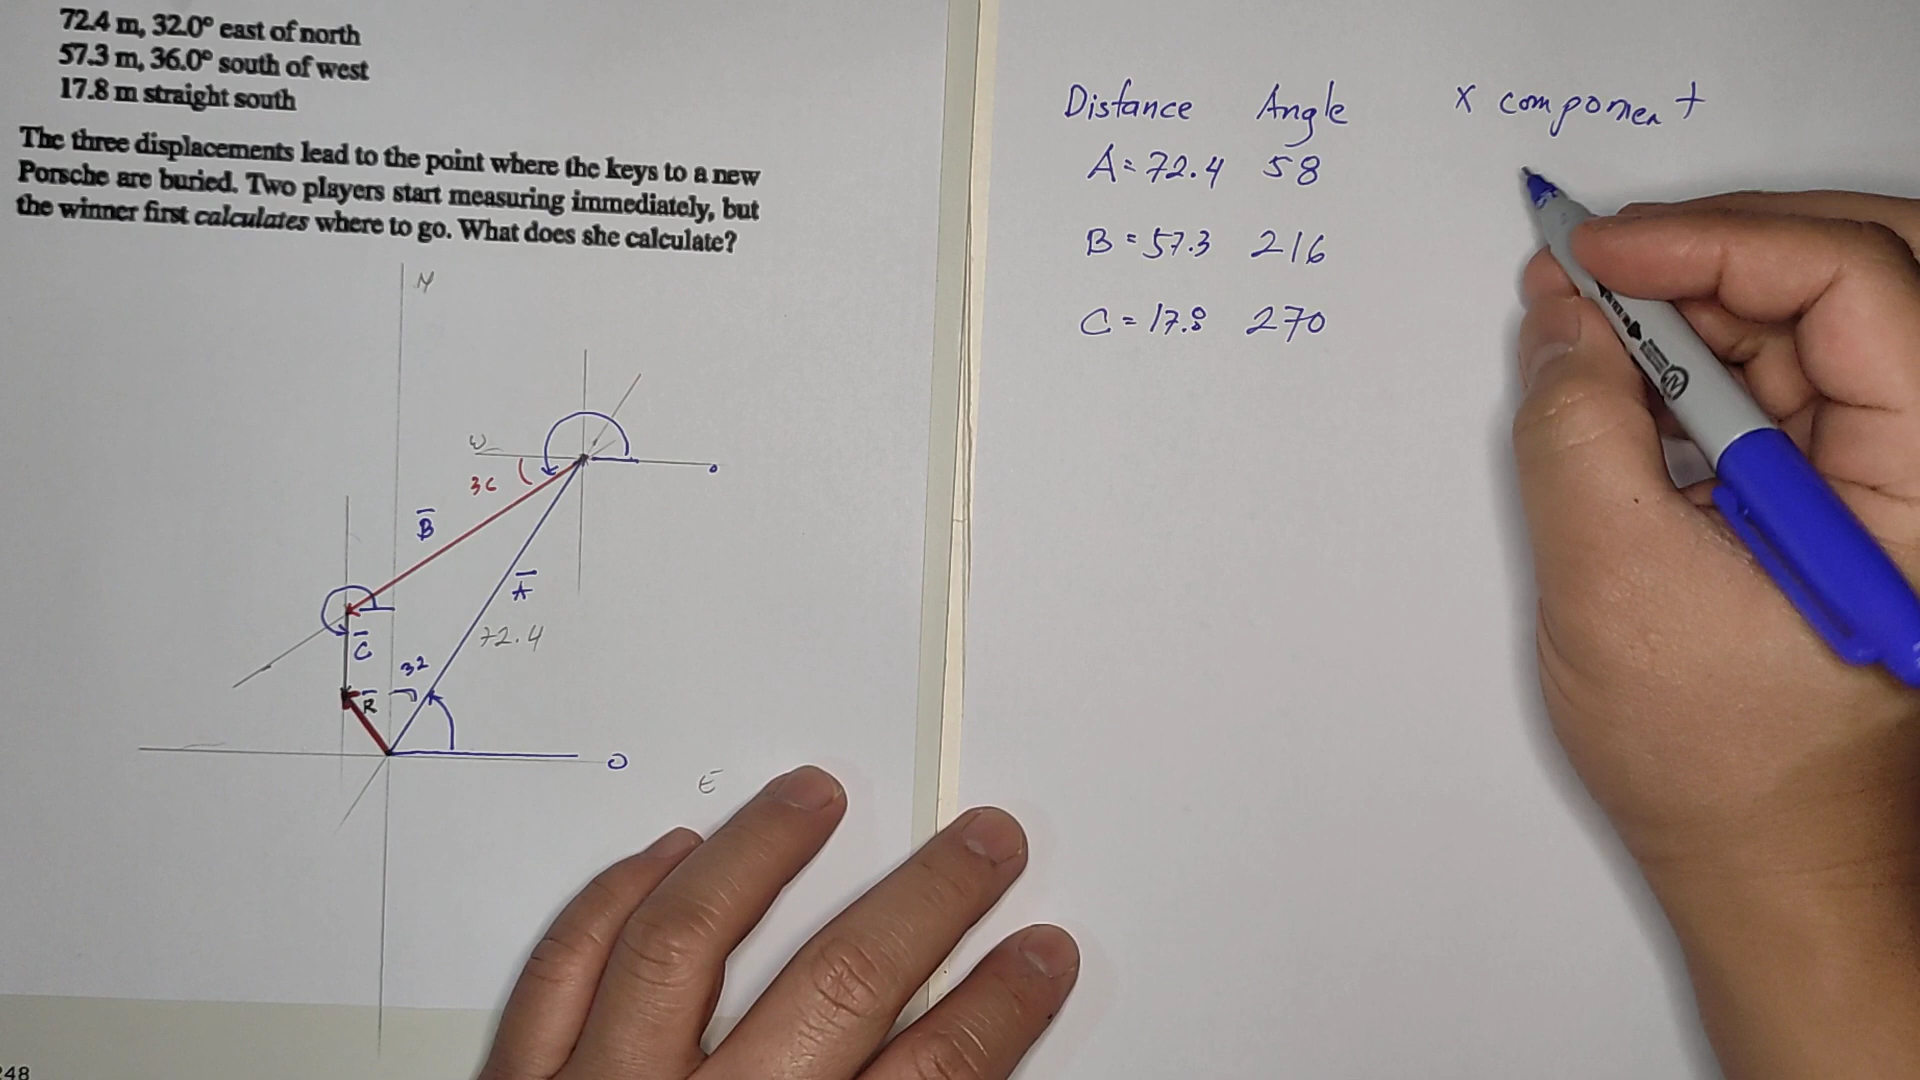 72.4 m, 32.0° east of north
57.3 m, 36.0° south of west
17.8 m straight south
The three displacements lead to the point where the keys to a new
Porsche are buried. Two players start measuring immediately, but
the winner first calculates where to go. What does she calculate?
N
W
36
B
A
72.4
C
32
R
0
E
Distance Angle X component
A = 72.4 58
B = 57.3 216
C = 17.8 270
248